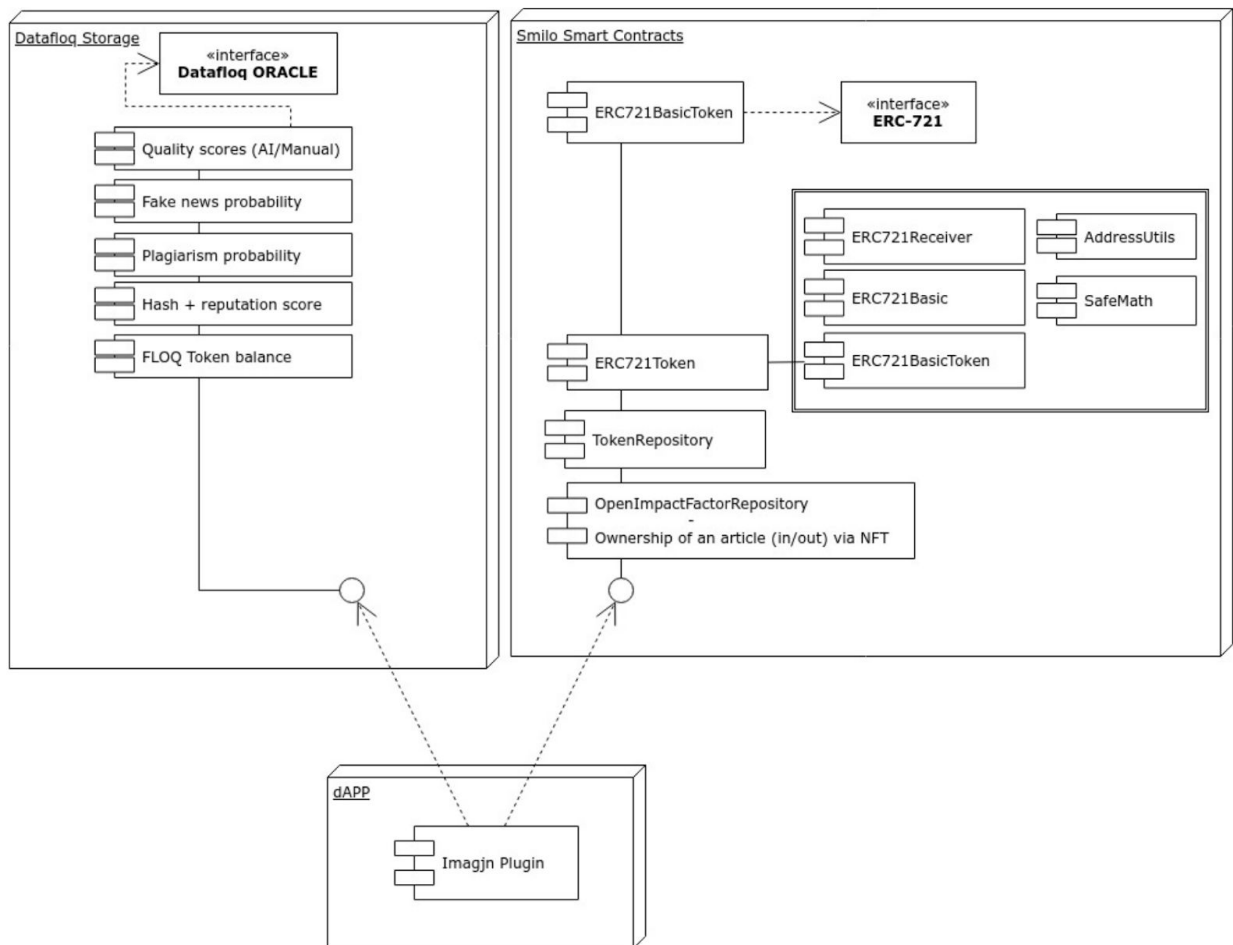 Datafloq Storage
«interface»
Datafloq ORACLE
Quality scores (AI/Manual)
Fake news probability
Plagiarism probability
Hash + reputation score
FLOQ Token balance
Smilo Smart Contracts
ERC721BasicToken
«interface»
ERC-721
ERC721Receiver
AddressUtils
ERC721Basic
SafeMath
ERC721Token
ERC721BasicToken
TokenRepository
OpenImpactFactorRepository
-
Ownership of an article (in/out) via NFT
dAPP
Imagjn Plugin